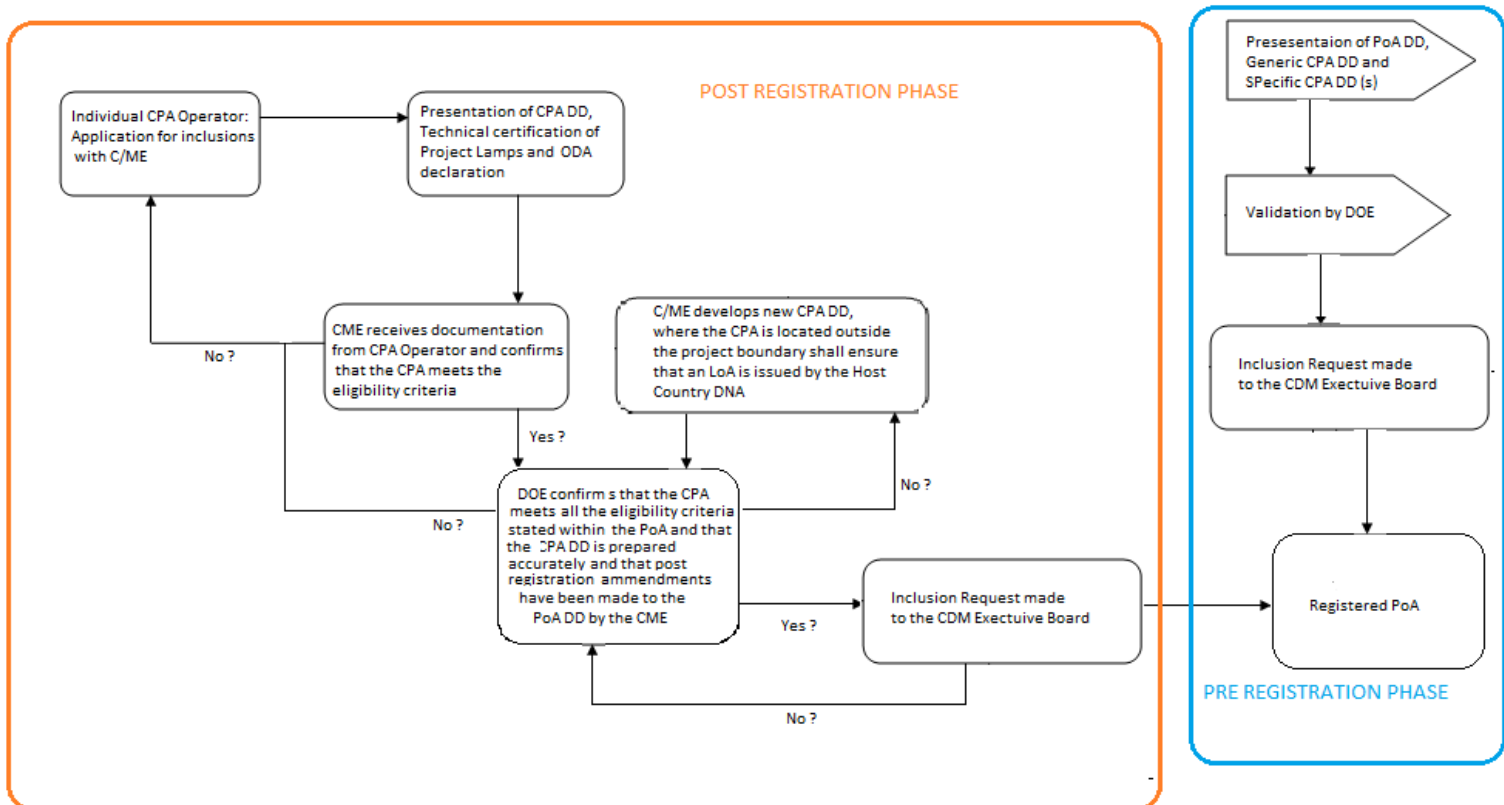 POST REGISTRATION PHASE
Individual CPA Operator:
Application for inclusions
with C/ME
Presentation of CPA DD,
Technical certification of
Project Lamps and ODA
declaration
CME receives documentation
from CPA Operator and confirms
that the CPA meets the
eligibility criteria
No ?
Yes ?
C/ME develops new CPA DD,
where the CPA is located outside
the project boundary shall ensure
that an LoA is issued by the Host
Country DNA
DOE confirm s that the CPA
meets all the eligibility criteria
stated within the PoA and that
the CPA DD is prepared
accurately and that post
registration ammendments
have been made to the
PoA DD by the CME
No ?
No ?
Yes ?
Inclusion Request made
to the CDM Exectuive Board
No ?
Presesentaion of PoA DD,
Generic CPA DD and
SPecific CPA DD (s)
Validation by DOE
Inclusion Request made
to the CDM Exectuive Board
Registered PoA
PRE REGISTRATION PHASE